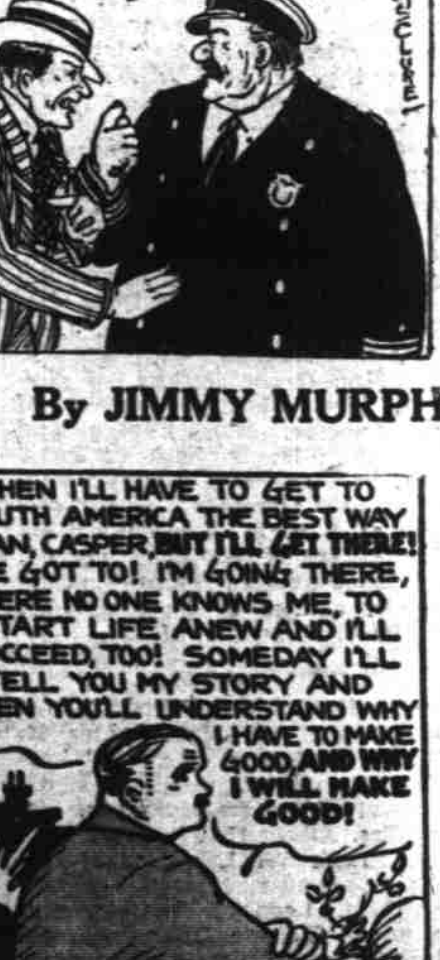 By JIMMY MURPH
HEN I'LL HAVE TO GET TO
UTH AMERICA THE BEST WAY
AN, CASPER, BUT I'LL GET THERE!
E GOT TO! I'M GOING THERE,
ERE NO ONE KNOWS ME, TO
TART LIFE ANEW AND I'LL
CCEED, TOO! SOMEDAY I'LL
ELL YOU MY STORY AND
EN YOU'LL UNDERSTAND WHY
I HAVE TO MAKE
GOOD, AND WHY
I WILL MAKE
GOOD!